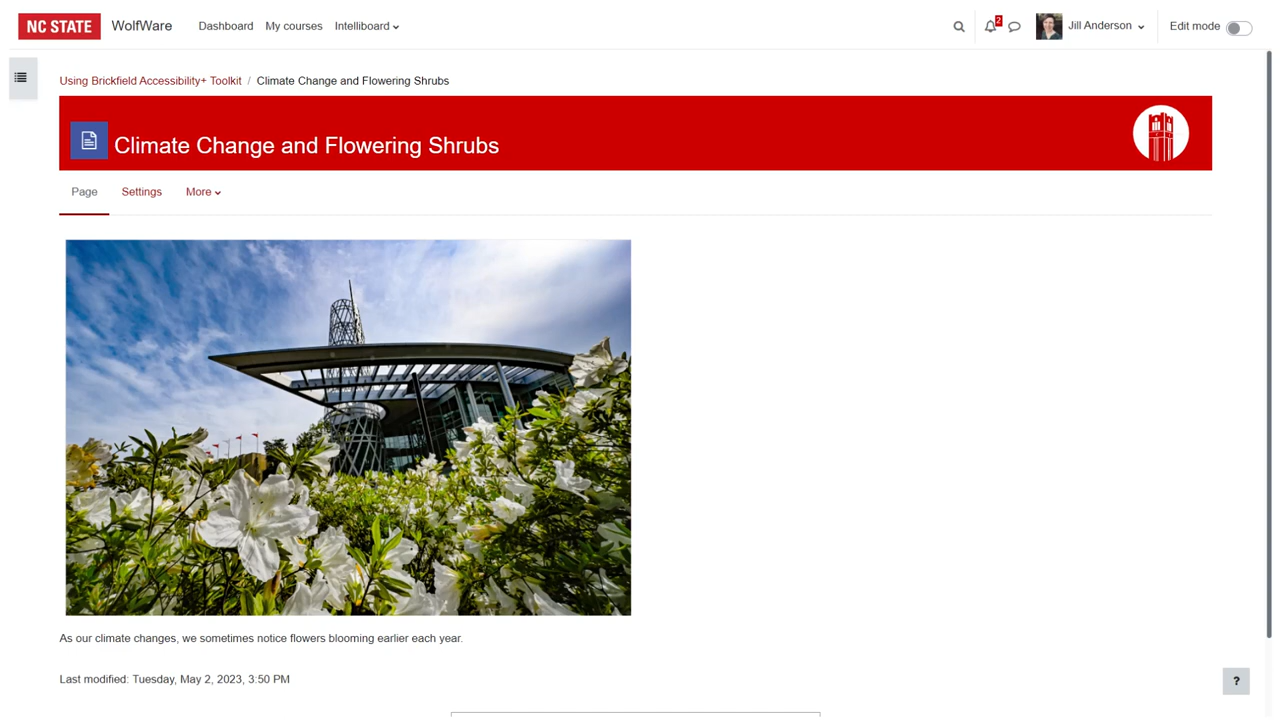 NC STATE WolfWare Dashboard My courses Intelliboard 2 Jill Anderson Edit mode
Using Brickfield Accessibility+ Toolkit / Climate Change and Flowering Shrubs
Climate Change and Flowering Shrubs
Page Settings More
As our climate changes, we sometimes notice flowers blooming earlier each year.
Last modified: Tuesday, May 2, 2023, 3:50 PM
?